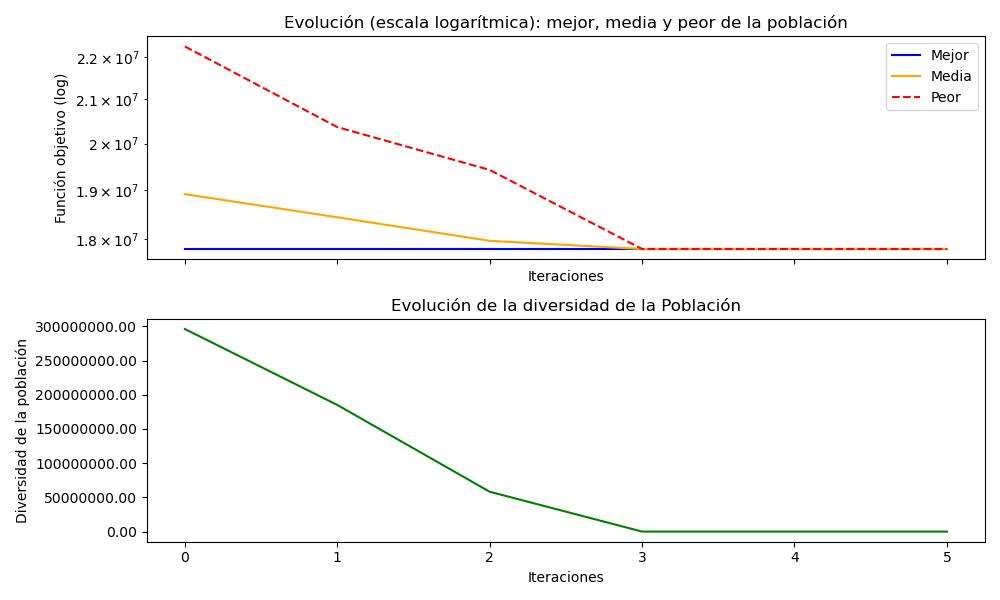 Evolución (escala logarítmica): mejor, media y peor de la población
Función objetivo (log)
2.2 × 10⁷
2.1 × 10⁷
2 × 10⁷
1.9 × 10⁷
1.8 × 10⁷
Mejor
Media
Peor
Iteraciones
Evolución de la diversidad de la Población
Diversidad de la población
300000000.00
250000000.00
200000000.00
150000000.00
100000000.00
50000000.00
0.00
0 1 2 3 4 5
Iteraciones